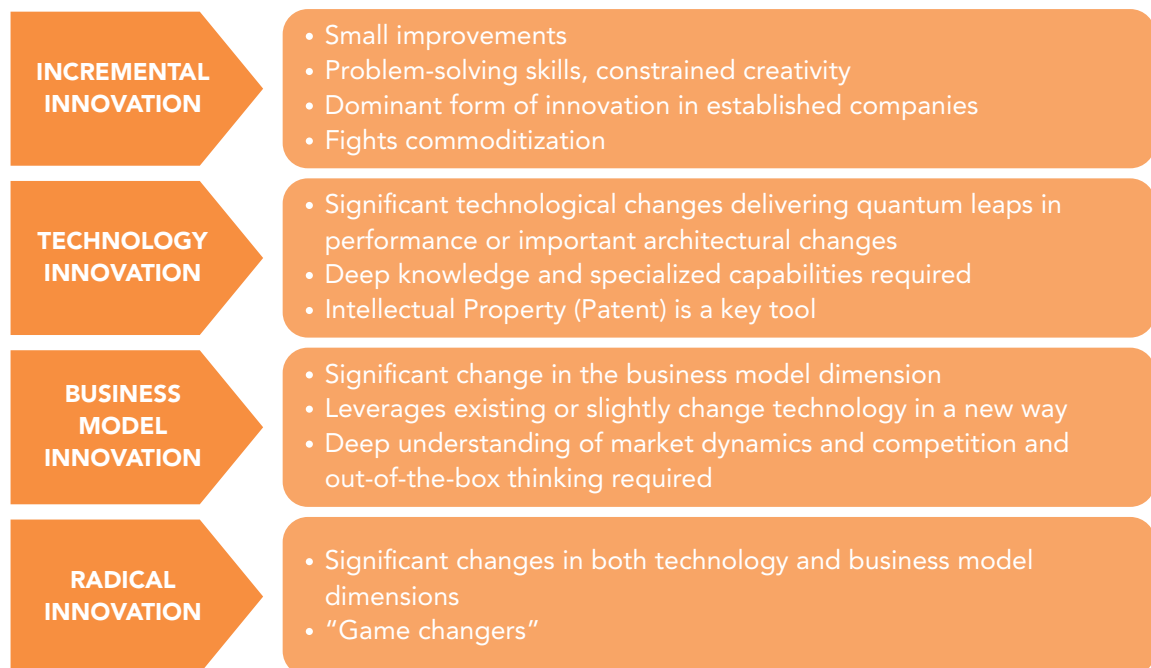 INCREMENTAL
INNOVATION
• Small improvements
• Problem-solving skills, constrained creativity
• Dominant form of innovation in established companies
• Fights commoditization
TECHNOLOGY
INNOVATION
• Significant technological changes delivering quantum leaps in
performance or important architectural changes
• Deep knowledge and specialized capabilities required
• Intellectual Property (Patent) is a key tool
BUSINESS
MODEL
INNOVATION
• Significant change in the business model dimension
• Leverages existing or slightly change technology in a new way
• Deep understanding of market dynamics and competition and
out-of-the-box thinking required
RADICAL
INNOVATION
• Significant changes in both technology and business model
dimensions
• “Game changers”